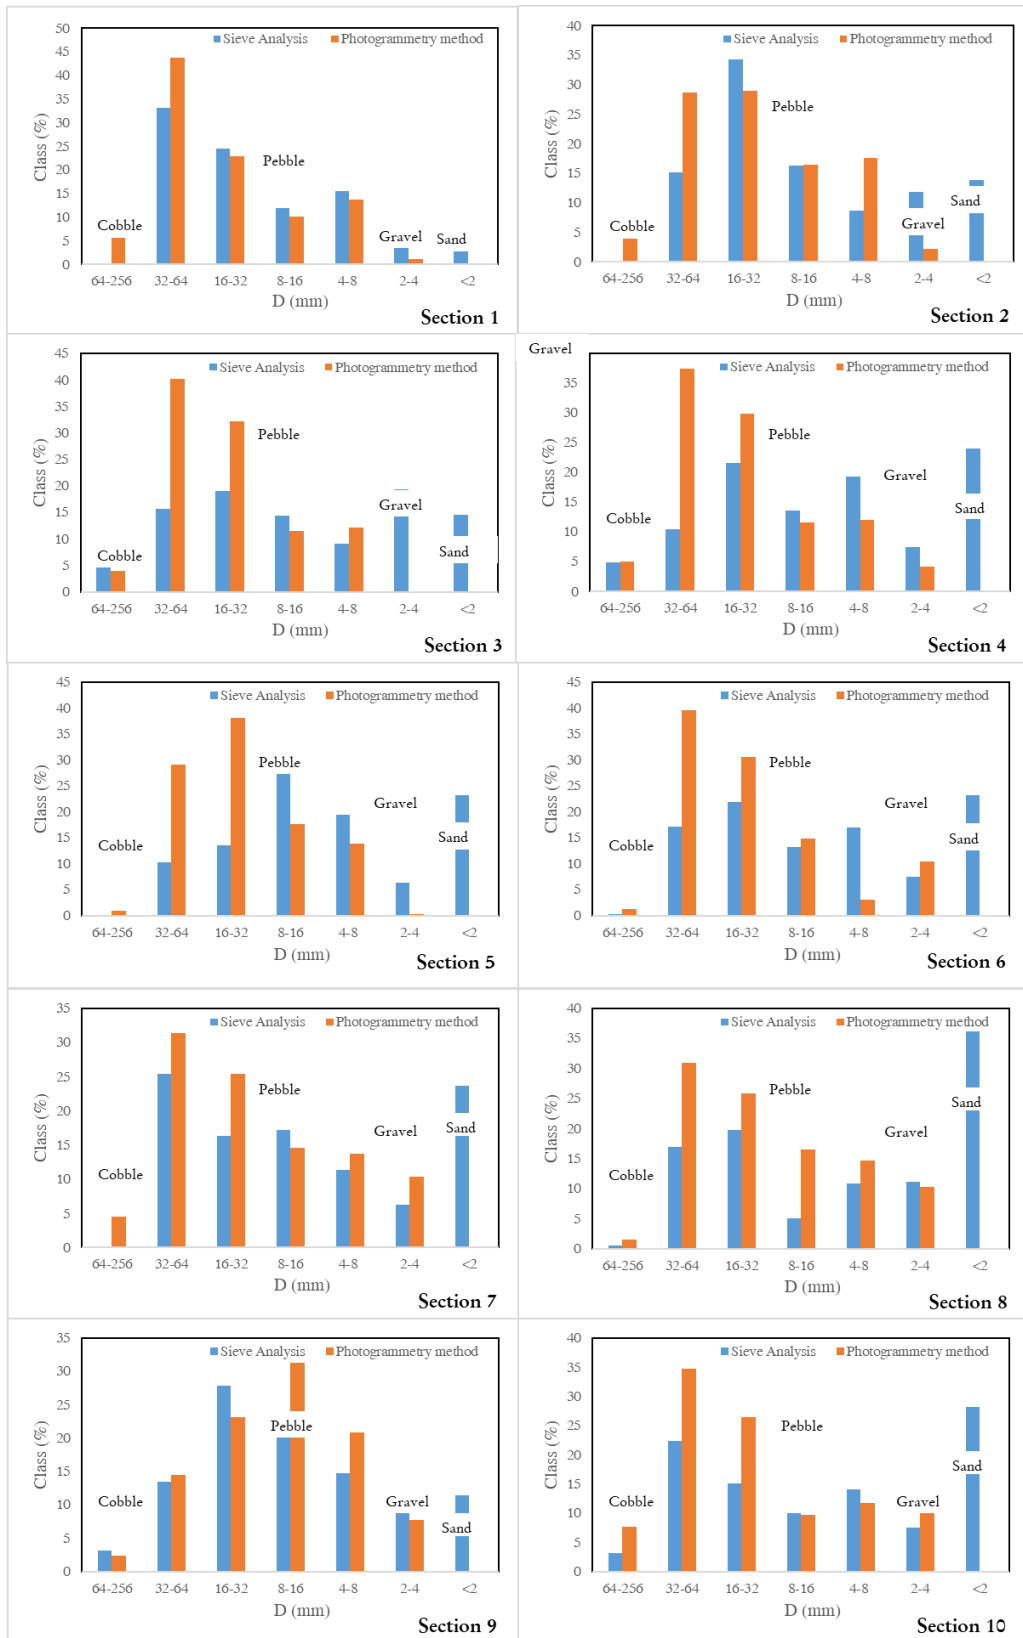 Sieve Analysis Photogrammetry method
50
45
40
35
30
25
20
15
10
5
0
Class (%)
Cobble
Pebble
Gravel
Sand
64-256 32-64 16-32 8-16 4-8 2-4 <2
D (mm)
Section 1
Sieve Analysis Photogrammetry method
40
35
30
25
20
15
10
5
0
Class (%)
Pebble
Sand
Cobble
Gravel
64-256 32-64 16-32 8-16 4-8 2-4 <2
D (mm)
Section 2
Sieve Analysis Photogrammetry method
45
40
35
30
25
20
15
10
5
0
Class (%)
Pebble
Gravel
Cobble
Sand
64-256 32-64 16-32 8-16 4-8 2-4 <2
D (mm)
Section 3
Gravel
Sieve Analysis Photogrammetry method
35
30
25
20
15
10
5
0
Class (%)
Pebble
Gravel
Sand
Cobble
64-256 32-64 16-32 8-16 4-8 2-4 <2
D (mm)
Section 4
Sieve Analysis Photogrammetry method
45
40
35
30
25
20
15
10
5
0
Class (%)
Pebble
Gravel
Sand
Cobble
64-256 32-64 16-32 8-16 4-8 2-4 <2
D (mm)
Section 5
Sieve Analysis Photogrammetry method
45
40
35
30
25
20
15
10
5
0
Class (%)
Pebble
Gravel
Sand
Cobble
64-256 32-64 16-32 8-16 4-8 2-4 <2
D (mm)
Section 6
Sieve Analysis Photogrammetry method
35
30
25
20
15
10
5
0
Class (%)
Pebble
Sand
Gravel
Cobble
64-256 32-64 16-32 8-16 4-8 2-4 <2
D (mm)
Section 7
Sieve Analysis Photogrammetry method
40
35
30
25
20
15
10
5
0
Class (%)
Pebble
Sand
Gravel
Cobble
64-256 32-64 16-32 8-16 4-8 2-4 <2
D (mm)
Section 8
Sieve Analysis Photogrammetry method
35
30
25
20
15
10
5
0
Class (%)
Pebble
Cobble
Gravel
Sand
64-256 32-64 16-32 8-16 4-8 2-4 <2
D (mm)
Section 9
Sieve Analysis Photogrammetry method
40
35
30
25
20
15
10
5
0
Class (%)
Pebble
Sand
Cobble
Gravel
64-256 32-64 16-32 8-16 4-8 2-4 <2
D (mm)
Section 10